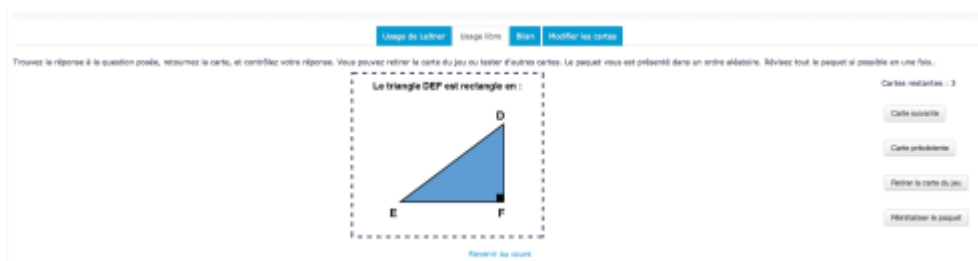 Usage de Leitner Usage libre Bilan Modifier les cartes
Trouvez la réponse à la question posée, retournez la carte, et contrôlez votre réponse. Vous pouvez retirer la carte du jeu ou tester d'autres cartes. Le paquet vous est présenté dans un ordre aléatoire. Révisez tout le paquet si possible en une fois..
Le triangle DEF est rectangle en :
Cartes restantes : 3
D
Carte suivante
Carte précédente
Retirer la carte du jeu
E F
Réinitialiser le paquet
Revenir au cours